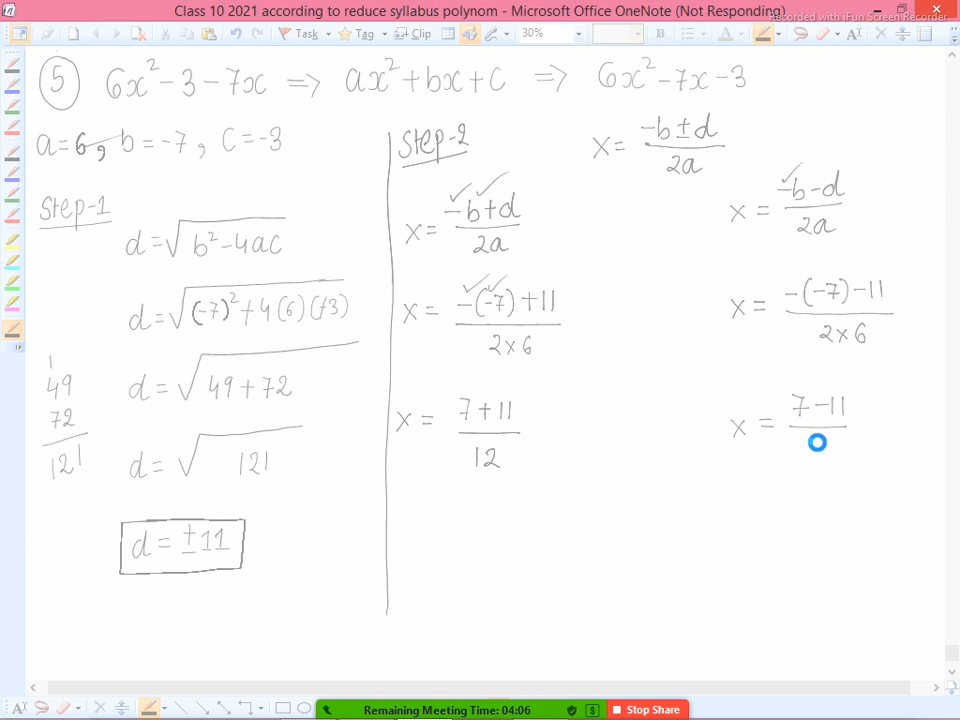 Class 10 2021 according to reduce syllabus polynom - Microsoft Office OneNote (Not Responding)
Recorded with iFun Screen Recorder
Task Tag Clip 30% B
5 6x² - 3 - 7x => ax² + bx + c => 6x² - 7x - 3
a = 6, b = -7, c = -3
Step-1
d = √b² - 4ac
d = √(-7)² + 4(6)(+3)
49
72
121
d = √49 + 72
d = √121
d = ±11
Step-2
x = -b ± d / 2a
x = -b + d / 2a
x = -(-7) + 11 / 2 x 6
x = 7 + 11 / 12
x = -b - d / 2a
x = -(-7) - 11 / 2 x 6
x = 7 - 11
Remaining Meeting Time: 04:06 Stop Share